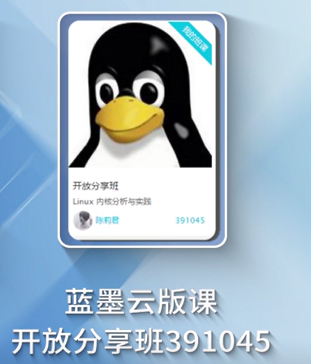 我的班课
开放分享班
Linux 内核分析与实践
陈莉君
391045
蓝墨云版课
开放分享班391045